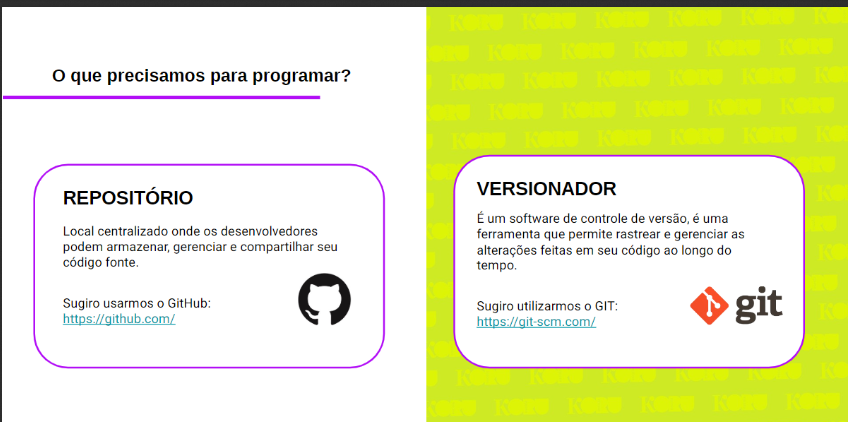 O que precisamos para programar?
REPOSITÓRIO
Local centralizado onde os desenvolvedores
podem armazenar, gerenciar e compartilhar seu
código fonte.
Sugiro usarmos o GitHub:
https://github.com/
VERSIONADOR
É um software de controle de versão, é uma
ferramenta que permite rastrear e gerenciar as
alterações feitas em seu código ao longo do
tempo.
Sugiro utilizarmos o GIT:
https://git-scm.com/
git